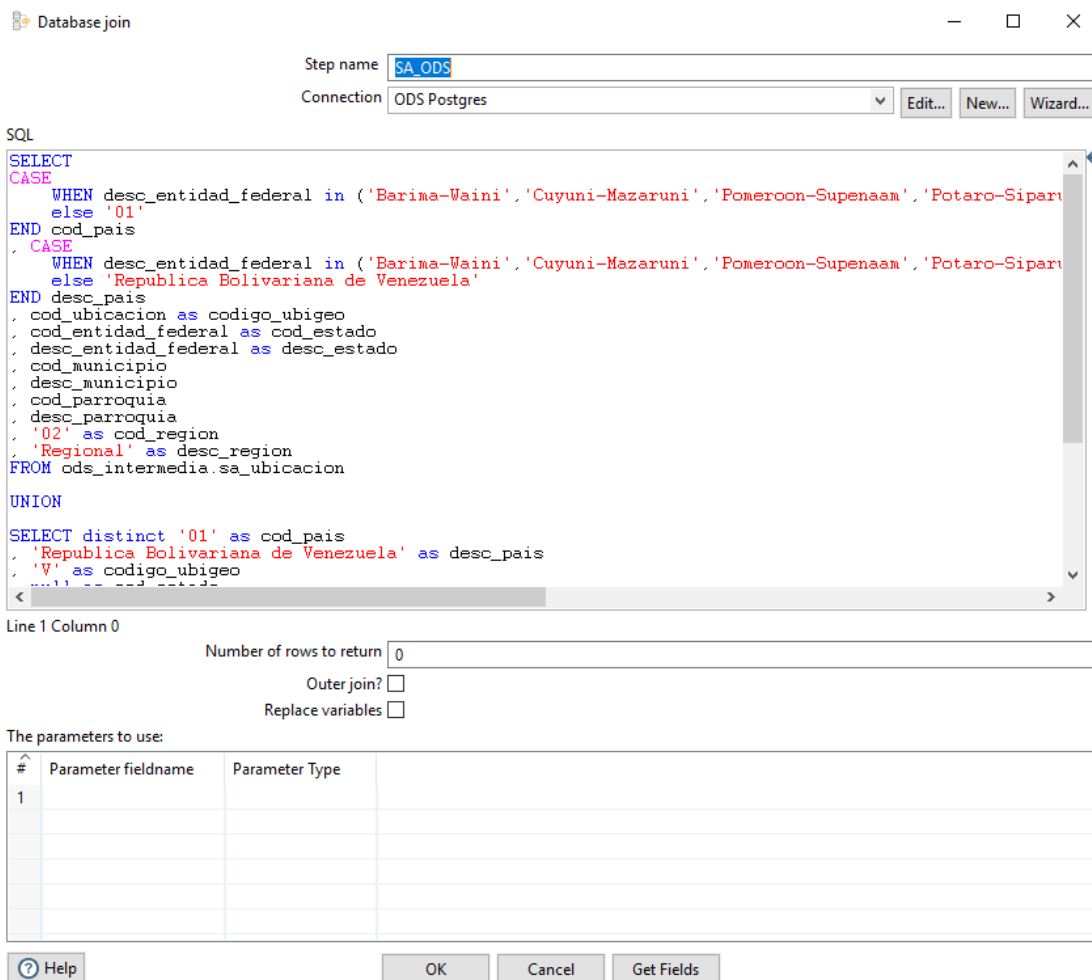 Database join
Step name SA_ODS
Connection ODS Postgres Edit... New... Wizard...
SQL
SELECT
CASE
WHEN desc_entidad_federal in ('Barima-Waini','Cuyuni-Mazaruni','Pomeroon-Supenaam','Potaro-Siparu
else '01'
END cod_pais
, CASE
WHEN desc_entidad_federal in ('Barima-Waini','Cuyuni-Mazaruni','Pomeroon-Supenaam','Potaro-Siparu
else 'Republica Bolivariana de Venezuela'
END desc_pais
, cod_ubicacion as codigo_ubigeo
, cod_entidad_federal as cod_estado
, desc_entidad_federal as desc_estado
, cod_municipio
, desc_municipio
, cod_parroquia
, desc_parroquia
, '02' as cod_region
, 'Regional' as desc_region
FROM ods_intermedia.sa_ubicacion
UNION
SELECT distinct '01' as cod_pais
, 'Republica Bolivariana de Venezuela' as desc_pais
, 'V' as codigo_ubigeo
, null as cod_estado
Line 1 Column 0
Number of rows to return 0
Outer join?
Replace variables
The parameters to use:
# Parameter fieldname Parameter Type
1
Help OK Cancel Get Fields